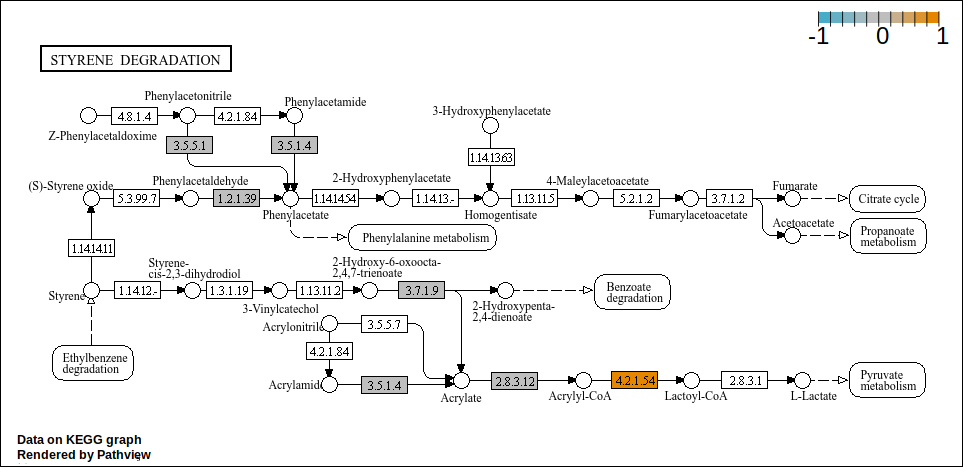 -1 0 1
STYRENE DEGRADATION
Phenylacetonitrile
Phenylacetamide
3-Hydroxyphenylacetate
4.8.1.4
4.2.1.84
Z-Phenylacetaldoxime
3.5.5.1
3.5.1.4
1.14.13.63
(S)-Styrene oxide
Phenylacetaldehyde
2-Hydroxyphenylacetate
4-Maleylacetoacetate
Fumarate
5.3.99.7
1.2.1.39
1.14.14.54
1.14.13.-
1.13.11.5
5.2.1.2
3.7.1.2
Citrate cycle
Phenylacetate
Homogentisate
Fumarylacetoacetate
Acetoacetate
Phenylalanine metabolism
Propanoate
metabolism
1.14.14.11
Styrene-
cis-2,3-dihydrodiol
2-Hydroxy-6-oxoocta-
2,4,7-trienoate
Styrene
1.14.12.-
1.3.1.19
1.13.11.2
3.7.1.9
Benzoate
degradation
3-Vinylcatechol
2-Hydroxypenta-
2,4-dienoate
Acrylonitrile
3.5.5.7
4.2.1.84
Ethylbenzene
degradation
Acrylamid
3.5.1.4
2.8.3.12
4.2.1.54
2.8.3.1
Pyruvate
metabolism
Acrylate
Acrylyl-CoA
Lactoyl-CoA
L-Lactate
Data on KEGG graph
Rendered by Pathview